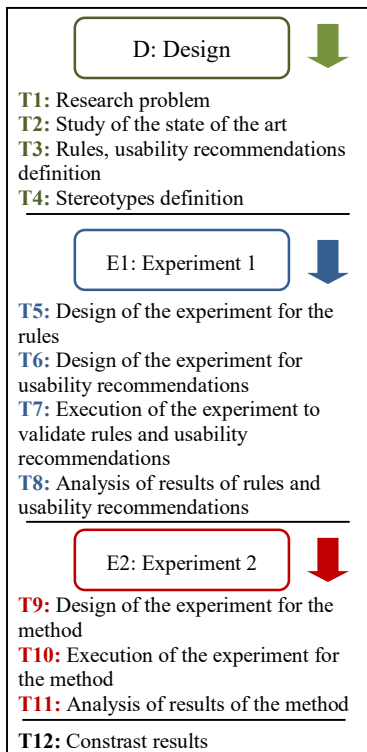 D: Design
T1: Research problem
T2: Study of the state of the art
T3: Rules, usability recommendations
definition
T4: Stereotypes definition
E1: Experiment 1
T5: Design of the experiment for the
rules
T6: Design of the experiment for
usability recommendations
T7: Execution of the experiment to
validate rules and usability
recommendations
T8: Analysis of results of rules and
usability recommendations
E2: Experiment 2
T9: Design of the experiment for the
method
T10: Execution of the experiment for
the method
T11: Analysis of results of the method
T12: Constrast results